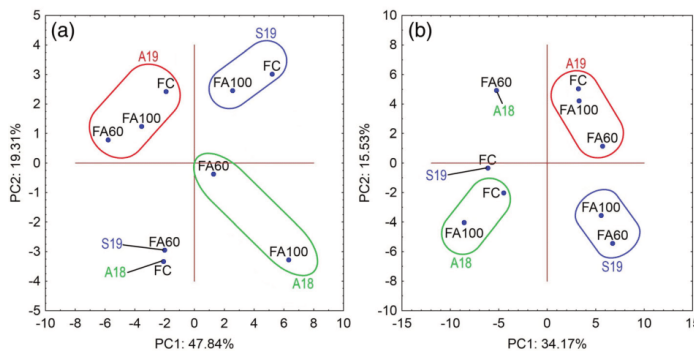 (a)
S19
A19
FC
FA100
FC
FA100
FA60
FA60
S19
FA60
A18
FC
FA100
A18
5
4
3
2
1
0
-1
-2
-3
-4
-5
-10
-8
-6
-4
-2
0
2
4
6
8
10
PC2: 19.31%
PC1: 47.84%
(b)
A19
FA60
FC
A18
FA100
FA60
FC
S19
FC
FA100
A18
FA100
FA60
S19
10
8
6
4
2
0
-2
-4
-6
-8
-10
-15
-10
-5
0
5
10
15
PC2: 15.53%
PC1: 34.17%